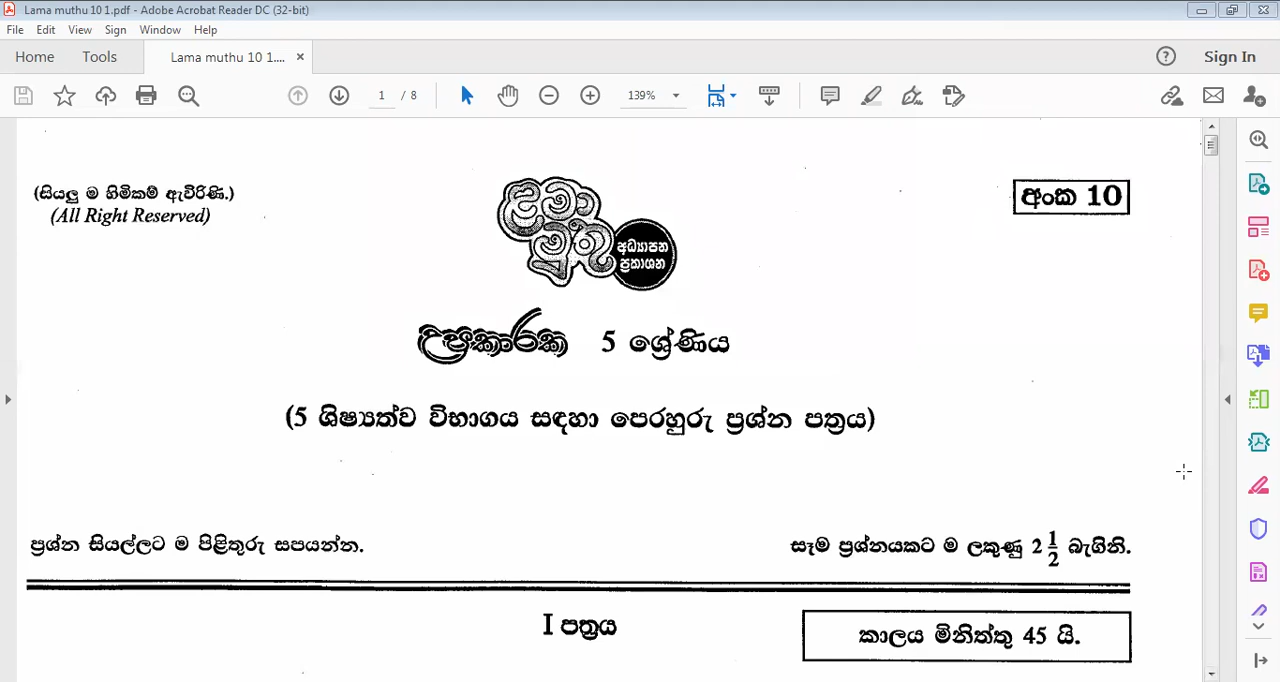 Lama muthu 10 1.pdf - Adobe Acrobat Reader DC (32-bit)
File Edit View Sign Window Help
Home Tools Lama muthu 10 1.... × Sign In
1 / 8 139%
(සියලු ම හිමිකම් ඇවිරිණි.)
(All Right Reserved)
ළමා
මුතු
අධ්‍යාපන
ප්‍රකාශන
අංක 10
උපකාරක 5 ශ්‍රේණිය
(5 ශිෂ්‍යත්ව විභාගය සඳහා පෙරහුරු ප්‍රශ්න පත්‍රය)
ප්‍රශ්න සියල්ලට ම පිළිතුරු සපයන්න.
සෑම ප්‍රශ්නයකට ම ලකුණු 2 1/2 බැගිනි.
I පත්‍රය
කාලය මිනිත්තු 45 යි.